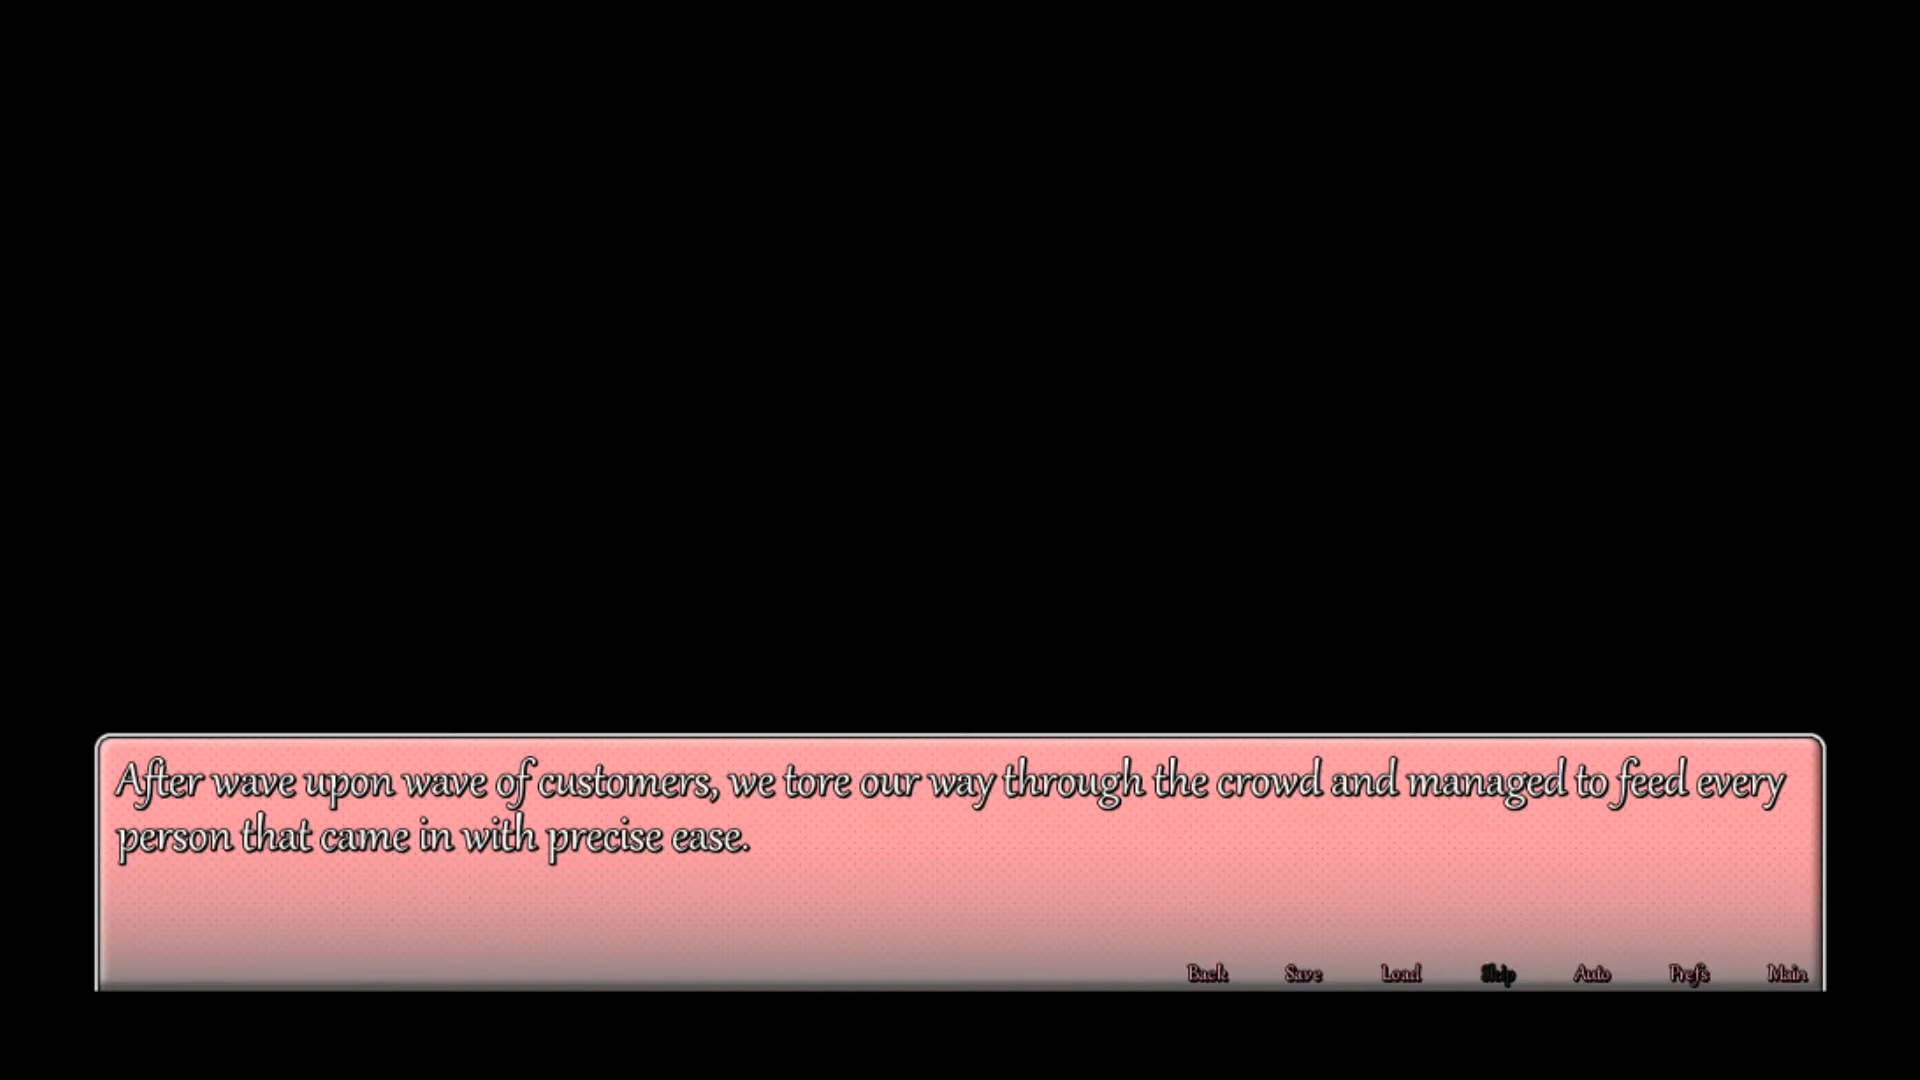 After wave upon wave of customers, we tore our way through the crowd and managed to feed every
person that came in with precise ease.
Back Save Load Skip Auto Prefs Main